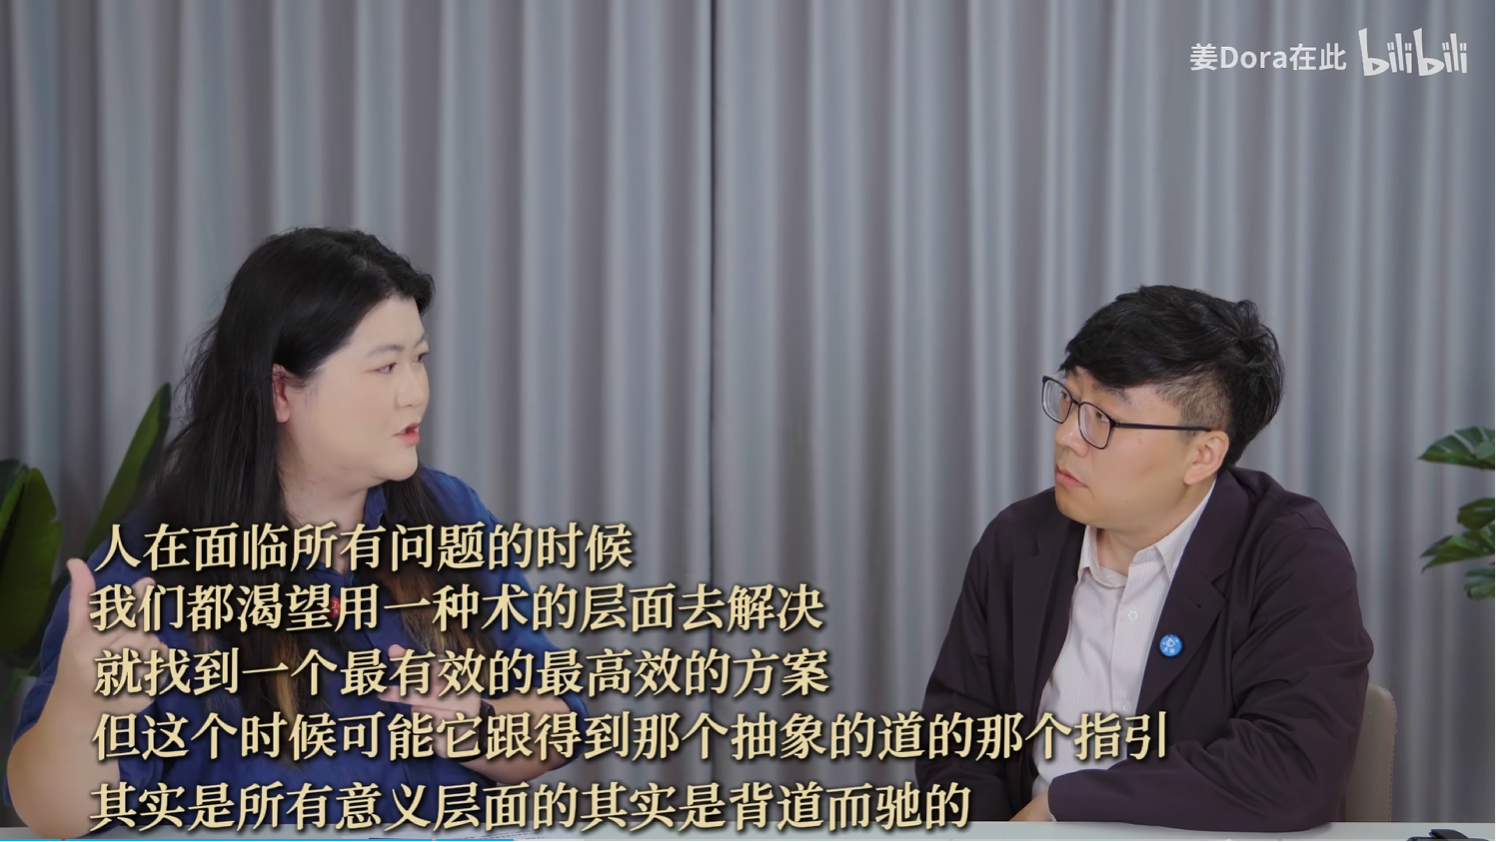 姜Dora在此 bilibili
人在面临所有问题的时候
我们都渴望用一种术的层面去解决
就找到一个最有效的最高效的方案
但这个时候可能它跟得到那个抽象的道的那个指引
其实是所有意义层面的其实是背道而驰的